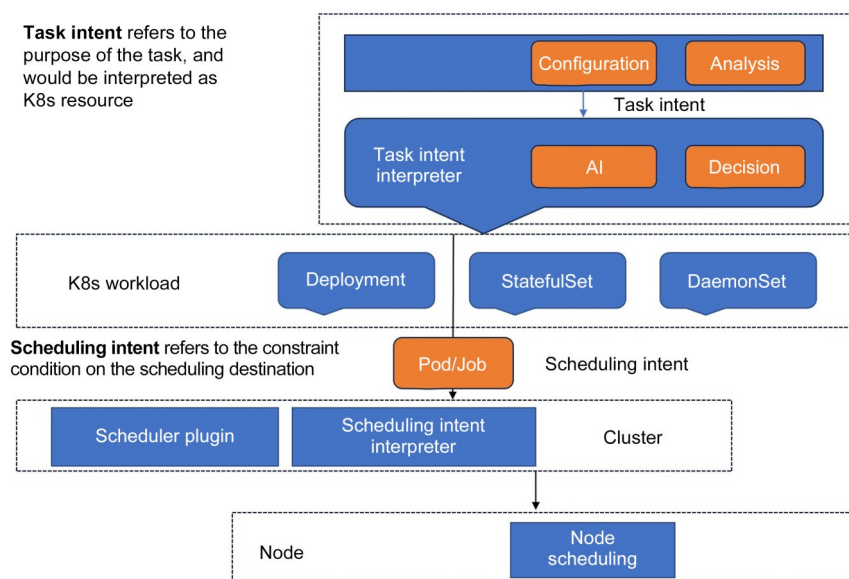 Task intent refers to the
purpose of the task, and
would be interpreted as
K8s resource
Configuration
Analysis
Task intent
Task intent
interpreter
AI
Decision
K8s workload
Deployment
StatefulSet
DaemonSet
Scheduling intent refers to the constraint
condition on the scheduling destination
Pod/Job
Scheduling intent
Scheduler plugin
Scheduling intent
interpreter
Cluster
Node
Node
scheduling